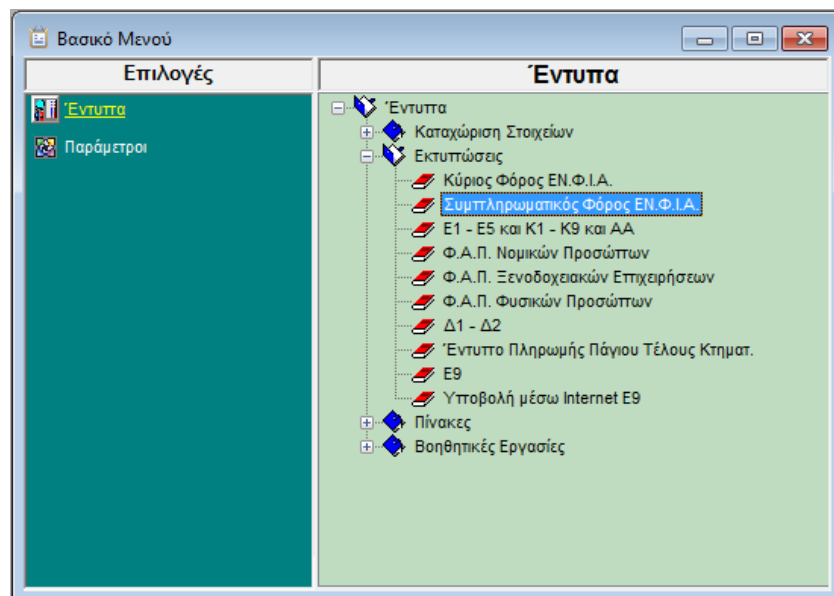 Βασικό Μενού
Επιλογές
Έντυπα
Παράμετροι
Έντυπα
Έντυπα
Καταχώριση Στοιχείων
Εκτυπώσεις
Κύριος Φόρος ΕΝ.Φ.Ι.Α.
Συμπληρωματικός Φόρος ΕΝ.Φ.Ι.Α.
Ε1 - Ε5 και Κ1 - Κ9 και ΑΑ
Φ.Α.Π. Νομικών Προσώπων
Φ.Α.Π. Ξενοδοχειακών Επιχειρήσεων
Φ.Α.Π. Φυσικών Προσώπων
Δ1 - Δ2
Έντυπο Πληρωμής Πάγιου Τέλους Κτηματ.
Ε9
Υποβολή μέσω Internet E9
Πίνακες
Βοηθητικές Εργασίες